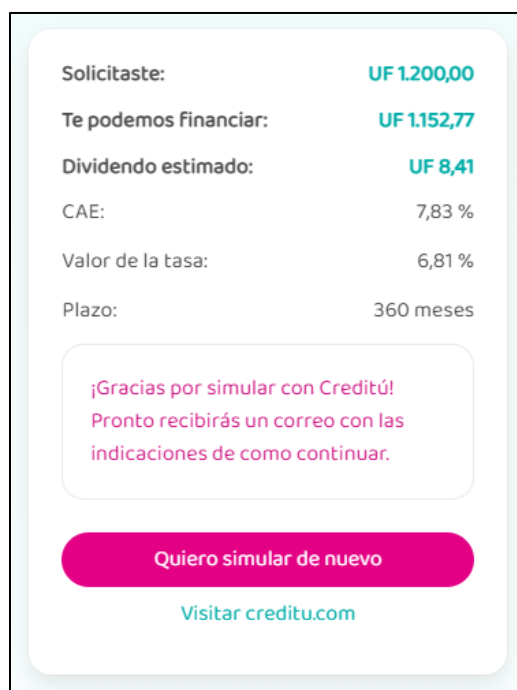 Solicitaste: UF 1.200,00
Te podemos financiar: UF 1.152,77
Dividendo estimado: UF 8,41
CAE: 7,83 %
Valor de la tasa: 6,81 %
Plazo: 360 meses
¡Gracias por simular con Creditú!
Pronto recibirás un correo con las
indicaciones de como continuar.
Quiero simular de nuevo
Visitar creditu.com